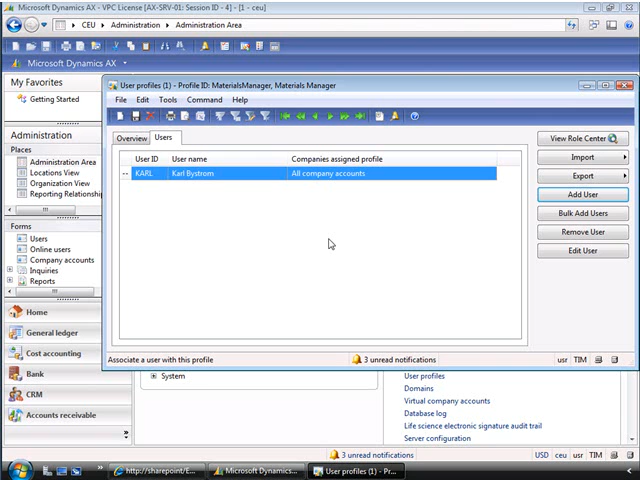 Microsoft Dynamics AX - VPC License [AX-SRV-01: Session ID - 4] - [1 - ceu]
CEU ▸ Administration ▸ Administration Area
Microsoft Dynamics AX
My Favorites
Getting Started
Administration
Places
Administration Area
Locations View
Organization View
Reporting Relationship
Forms
Users
Online users
Company accounts
Inquiries
Reports
Home
General ledger
Cost accounting
Bank
CRM
Accounts receivable
User profiles (1) - Profile ID: MaterialsManager, Materials Manager
File Edit Tools Command Help
Overview Users
User ID User name Companies assigned profile
KARL Karl Bystrom All company accounts
View Role Center
Import
Export
Add User
Bulk Add Users
Remove User
Edit User
Associate a user with this profile 3 unread notifications usr TIM
System
User profiles
Domains
Virtual company accounts
Database log
Life science electronic signature audit trail
Server configuration
3 unread notifications USD ceu usr TIM
http://sharepoint/E... Microsoft Dynamics... User profiles (1) - Pr...